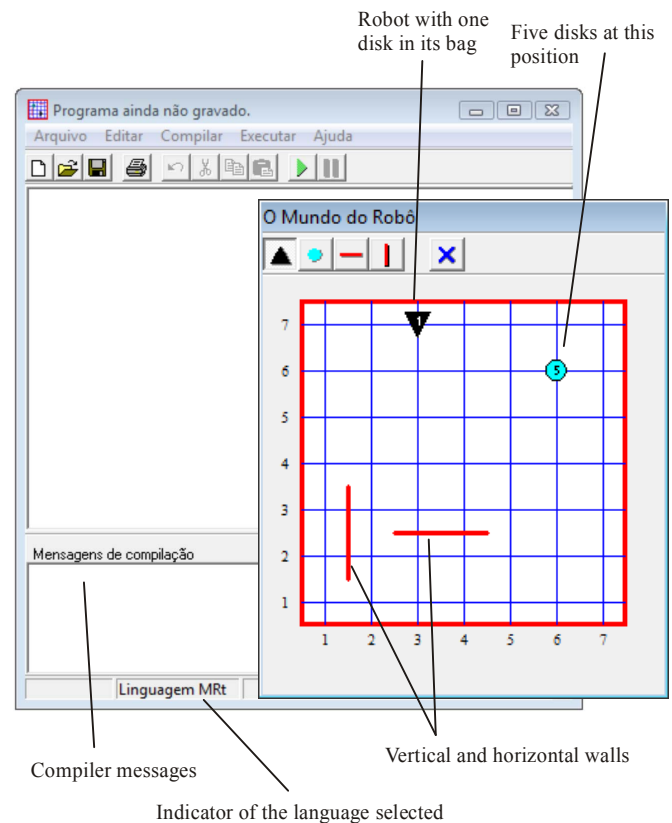 Robot with one
disk in its bag
Five disks at this
position
Programa ainda não gravado.
Arquivo Editar Compilar Executar Ajuda
O Mundo do Robô
1
7
6
5
5
4
3
2
1
1 2 3 4 5 6 7
Mensagens de compilação
Linguagem MRt
Vertical and horizontal walls
Compiler messages
Indicator of the language selected